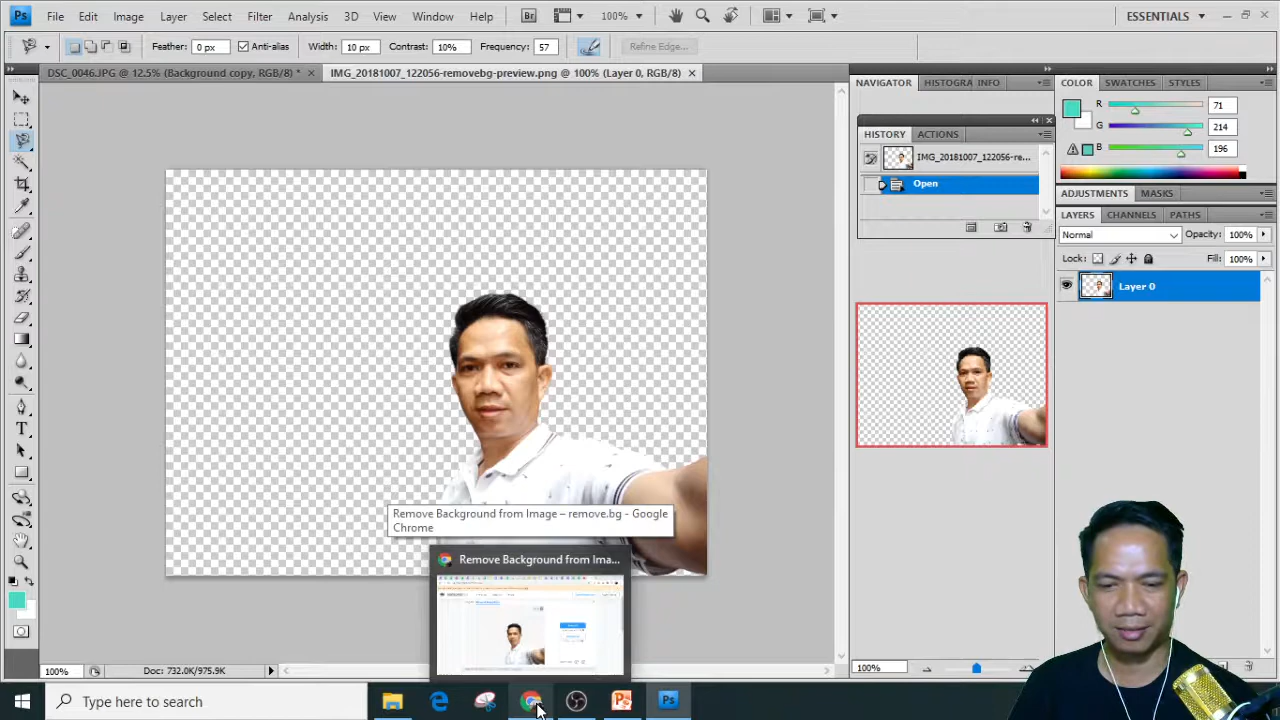 Ps File Edit Image Layer Select Filter Analysis 3D View Window Help Br 100% ESSENTIALS
Feather: 0 px Anti-alias Width: 10 px Contrast: 10% Frequency: 57 Refine Edge...
DSC_0046.JPG @ 12.5% (Background copy, RGB/8) * IMG_20181007_122056-removebg-preview.png @ 100% (Layer 0, RGB/8)
NAVIGATOR HISTOGRA INFO
COLOR SWATCHES STYLES
R 71
G 214
B 196
HISTORY ACTIONS
IMG_20181007_122056-re...
Open
ADJUSTMENTS MASKS
LAYERS CHANNELS PATHS
Normal Opacity: 100%
Lock: Fill: 100%
Layer 0
Remove Background from Image – remove.bg - Google
Chrome
Remove Background from Ima...
100% Doc: 732.0K/975.9K
100%
Type here to search
Ps